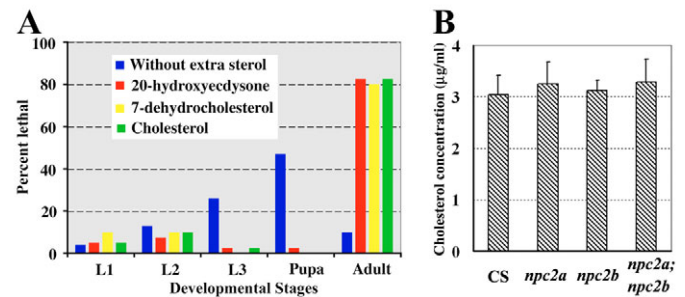 A
100
80
60
40
20
0
Percent lethal
Without extra sterol
20-hydroxyecdysone
7-dehydrocholesterol
Cholesterol
L1 L2 L3 Pupa Adult
Developmental Stages
B
4
3
2
1
0
Cholesterol concentration (μg/ml)
CS npc2a npc2b npc2a;
npc2b